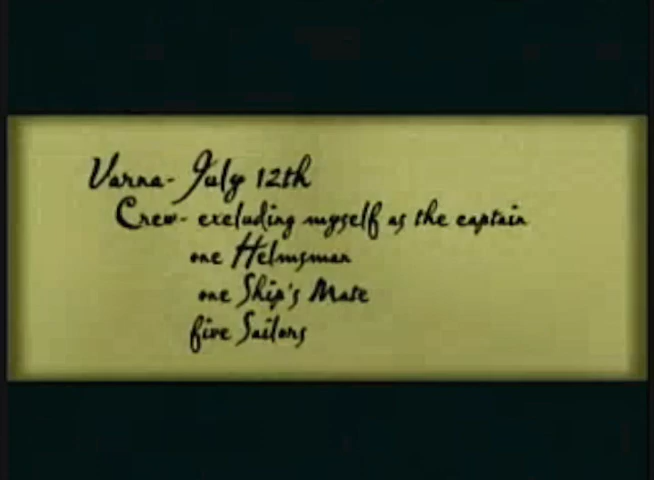 Varna- July 12th
Crew- excluding myself as the captain
one Helmsman
one Ship's Mate
five Sailors